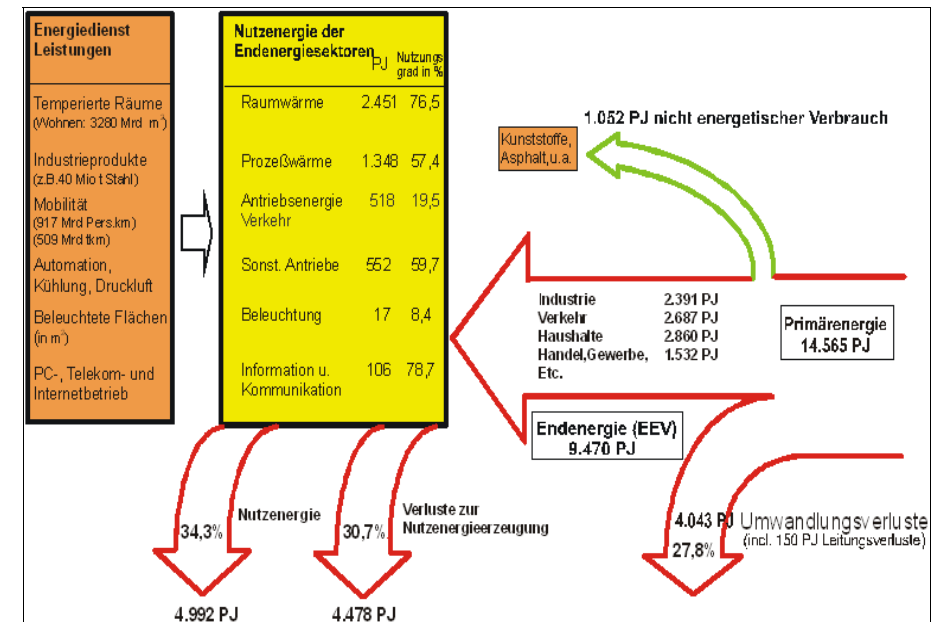 Energiedienst
Leistungen
Temperierte Räume
(Wohnen: 3280 Mrd m³)
Industrieprodukte
(z.B.40 Mio t Stahl)
Mobilität
(917 Mrd Pers.km)
(509 Mrd tkm)
Automation,
Kühlung, Druckluft
Beleuchtete Flächen
(in m²)
PC-, Telekom- und
Internetbetrieb
Nutzenergie der
Endenergiesektoren
PJ Nutzungs
grad in %
Raumwärme 2.451 76,5
Prozeßwärme 1.348 57,4
Antriebsenergie 518 19,5
Verkehr
Sonst. Antriebe 552 59,7
Beleuchtung 17 8,4
Information u. 106 78,7
Kommunikation
1.052 PJ nicht energetischer Verbrauch
Kunststoffe,
Asphalt,u.a.
Industrie 2.391 PJ
Verkehr 2.687 PJ
Haushalte 2.860 PJ
Handel,Gewerbe, 1.532 PJ
Etc.
Primärenergie
14.565 PJ
Endenergie (EEV)
9.470 PJ
34,3% Nutzenergie
4.992 PJ
30,7% Verluste zur
Nutzenergieerzeugung
4.478 PJ
4.043 PJ Umwandlungsverluste
(incl. 150 PJ Leitungsverluste)
27,8%